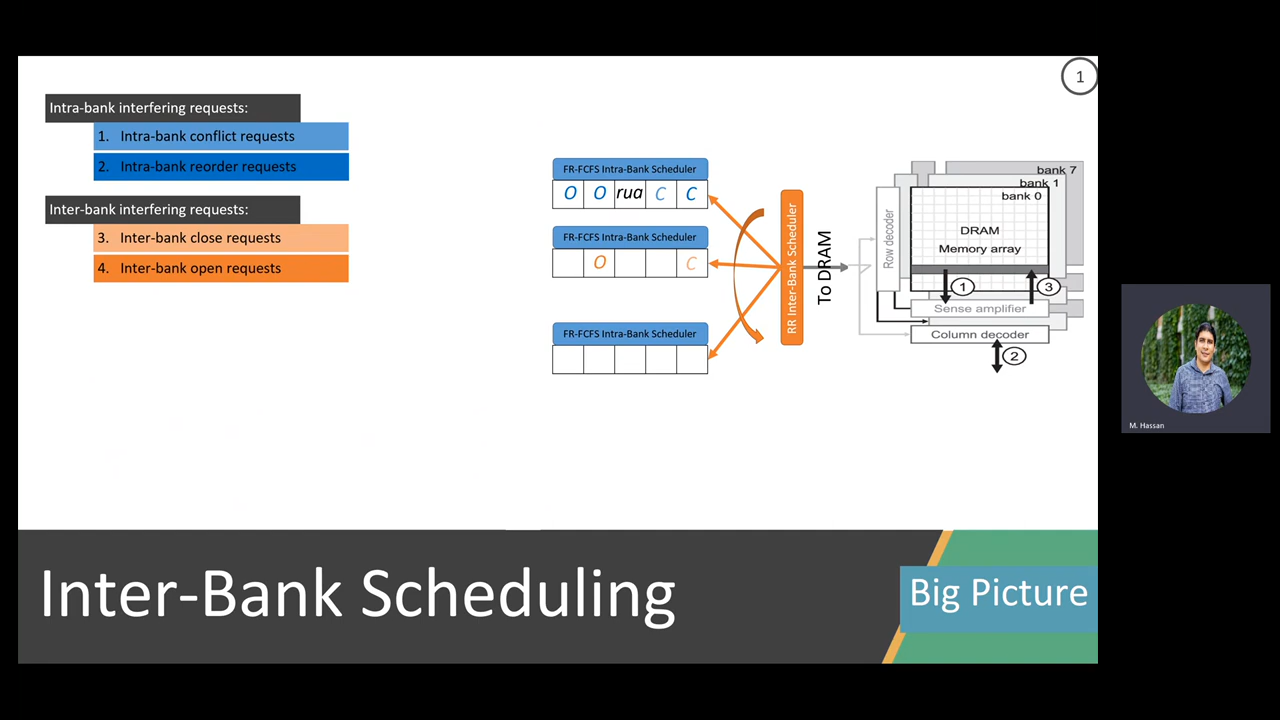 1
Intra-bank interfering requests:
1. Intra-bank conflict requests
2. Intra-bank reorder requests
Inter-bank interfering requests:
3. Inter-bank close requests
4. Inter-bank open requests
FR-FCFS Intra-Bank Scheduler
O O rua C C
FR-FCFS Intra-Bank Scheduler
O C
FR-FCFS Intra-Bank Scheduler
RR Inter-Bank Scheduler
To DRAM
bank 7
bank 1
bank 0
Row decoder
DRAM
Memory array
1
3
Sense amplifier
Column decoder
2
M. Hassan
Inter-Bank Scheduling
Big Picture